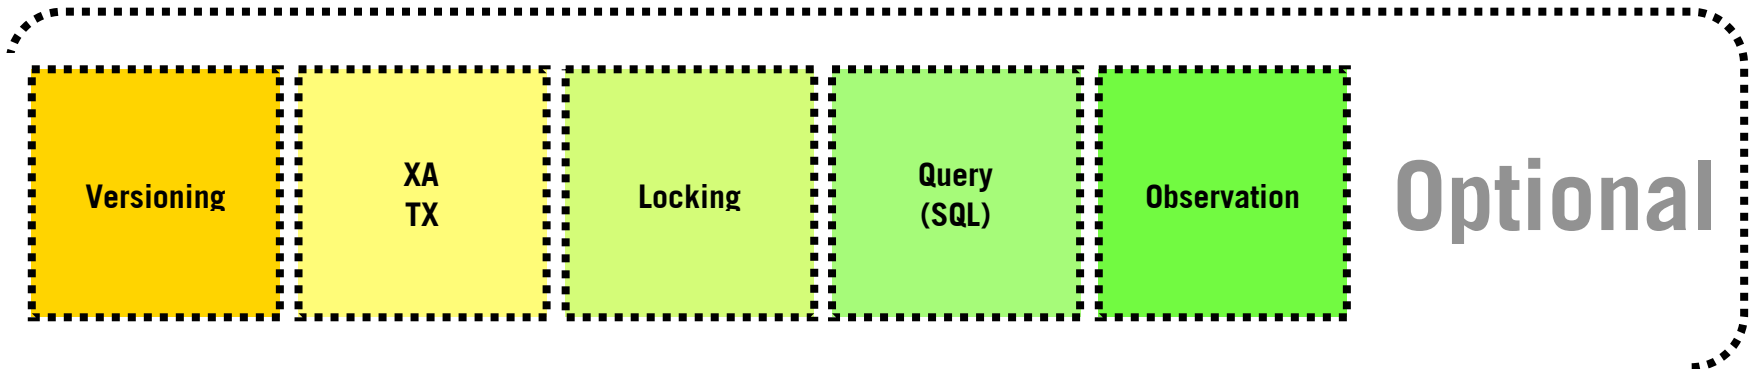 Versioning
XA
TX
Locking
Query
(SQL)
Observation
Optional